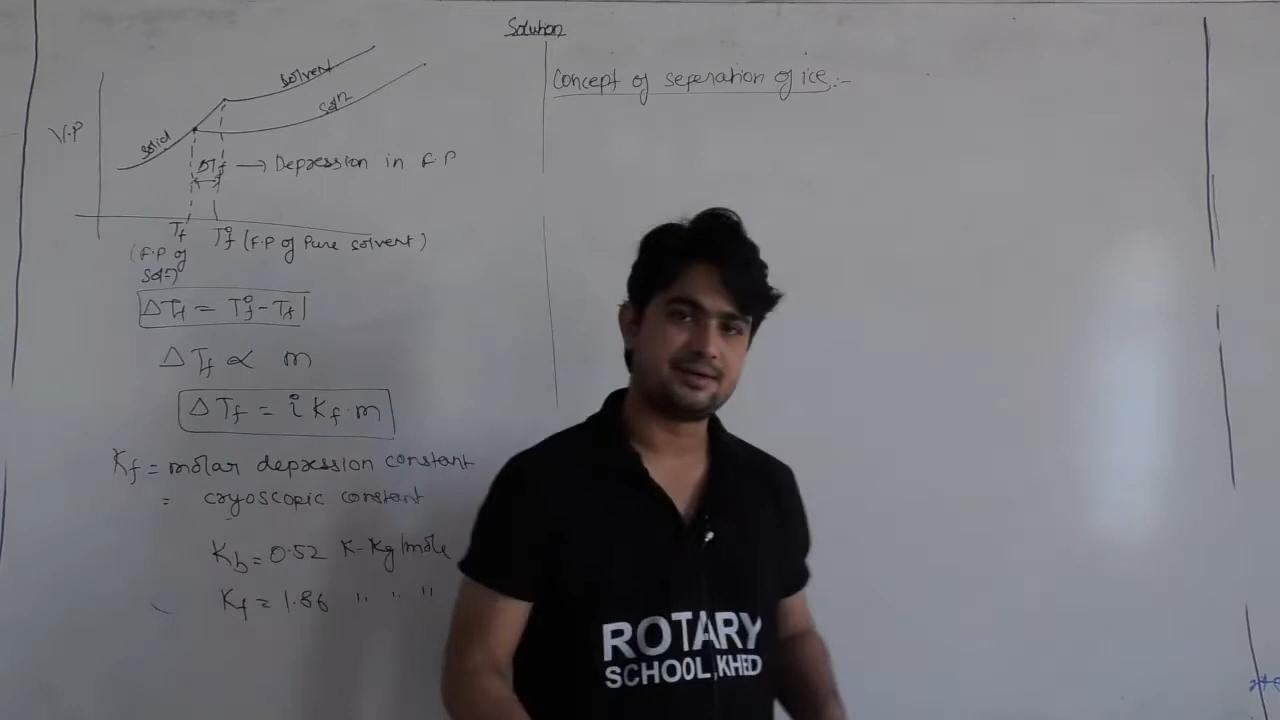 Solution
solvent
soln
solid
V.P
ΔTf → Depression in F.P
Tf Tf° (F.P of Pure solvent)
(F.P of
soln)
ΔTf = Tf° - Tf
ΔTf ∝ m
ΔTf = i Kf · m
Kf = molar depression constant
= cryoscopic constant
Kb = 0.52 K-Kg/mole
Kf = 1.86 " " "
Concept of seperation of ice :-
ROTARY
SCHOOL,KHED